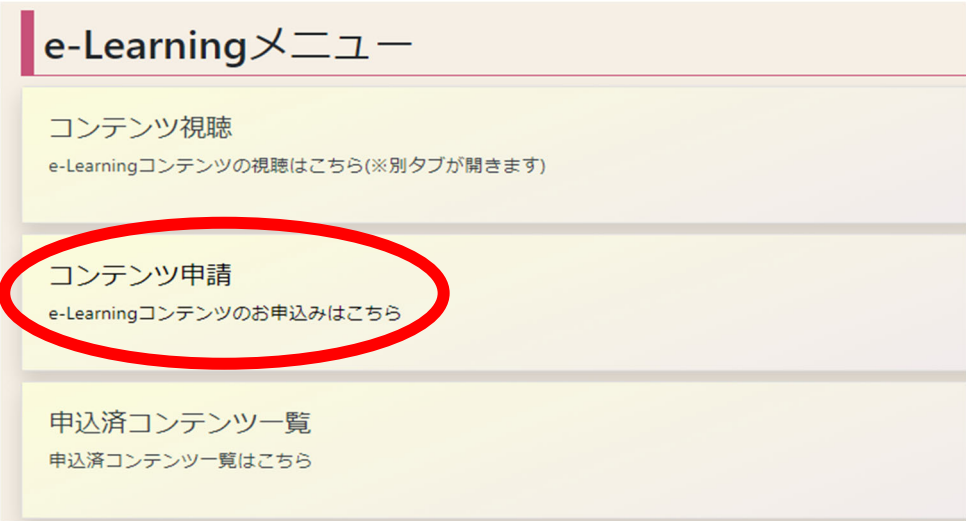 e-Learningメニュー
コンテンツ視聴
e-Learningコンテンツの視聴はこちら(※別タブが開きます)
コンテンツ申請
e-Learningコンテンツのお申込みはこちら
申込済コンテンツ一覧
申込済コンテンツ一覧はこちら